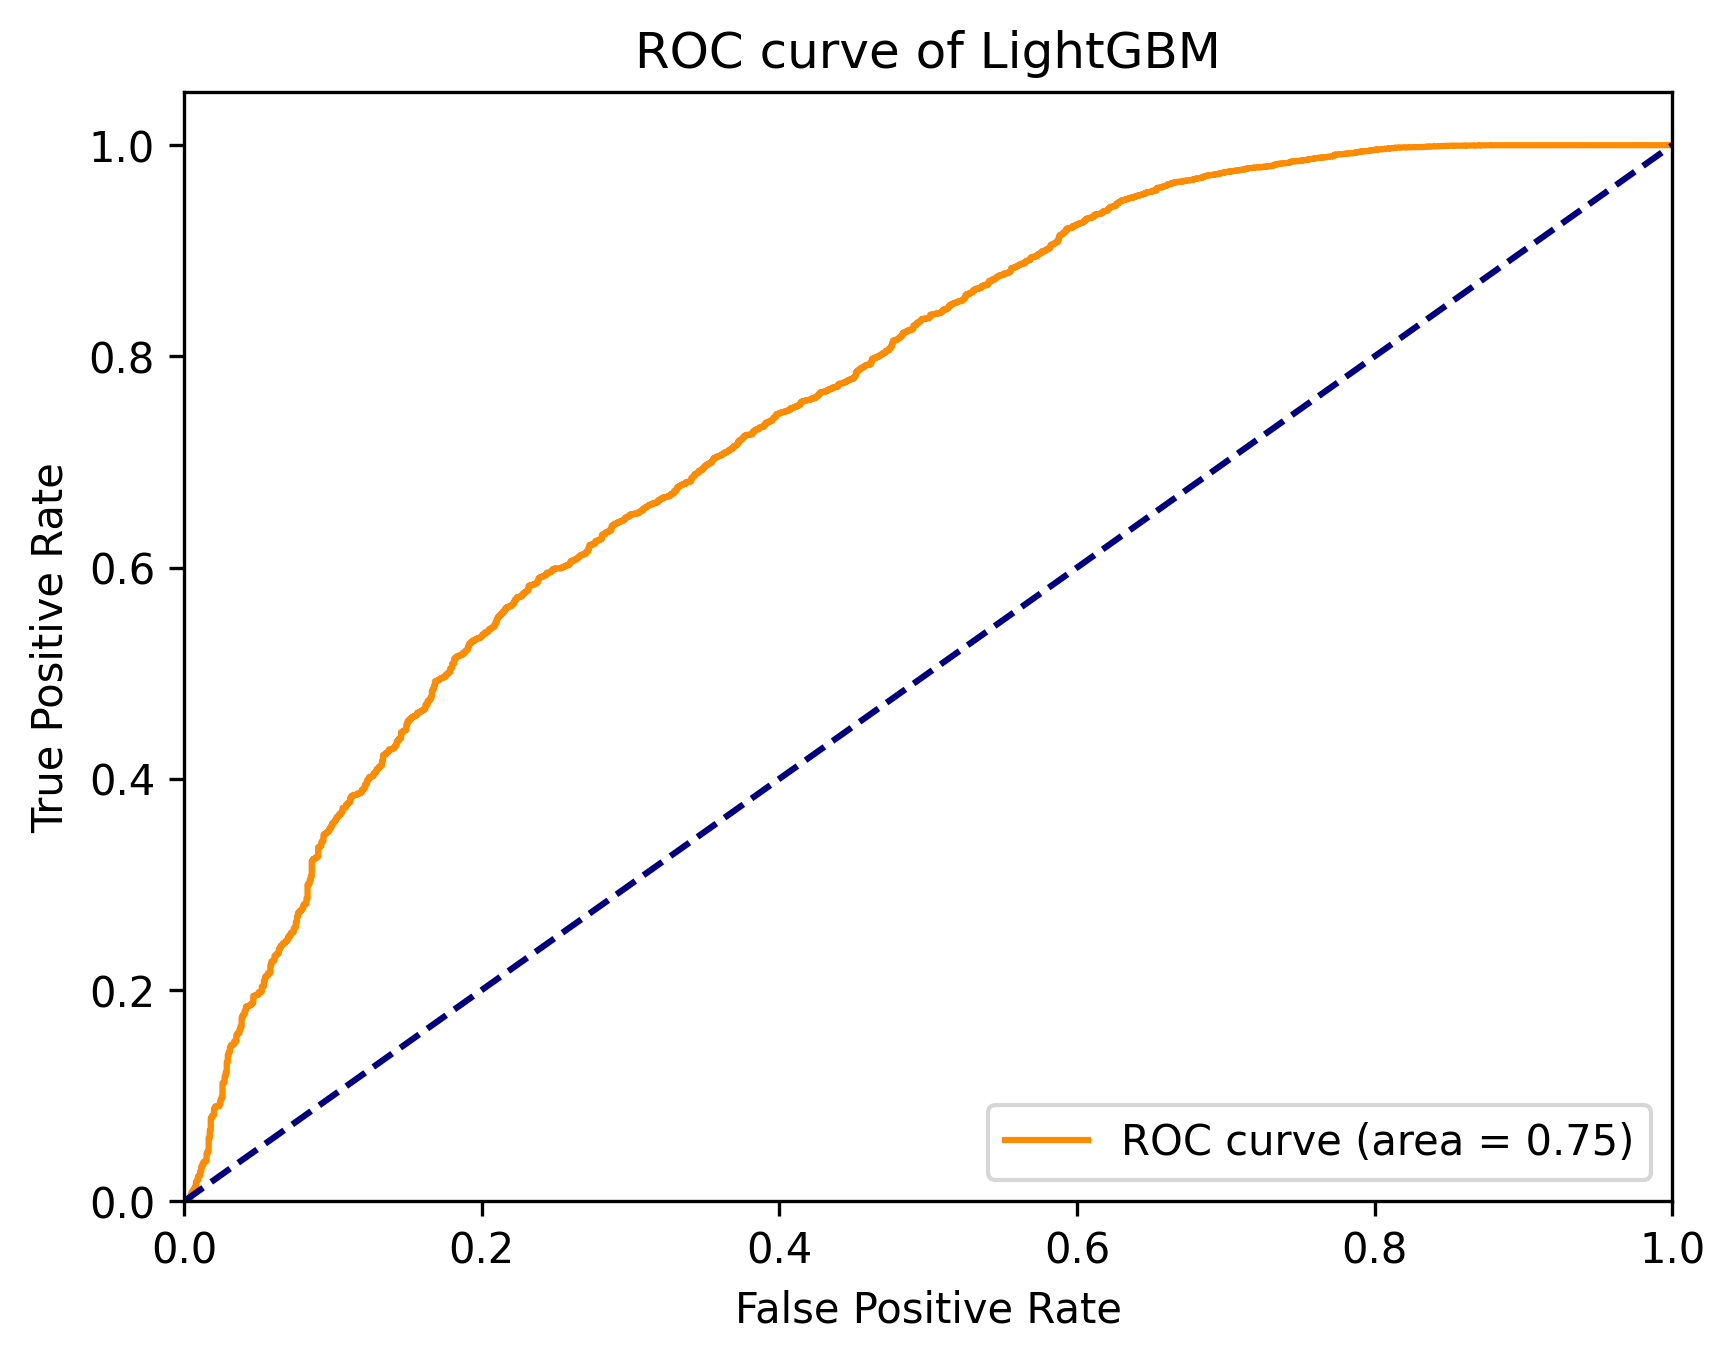 ROC curve of LightGBM
True Positive Rate
1.0
0.8
0.6
0.4
0.2
0.0
ROC curve (area = 0.75)
0.0 0.2 0.4 0.6 0.8 1.0
False Positive Rate